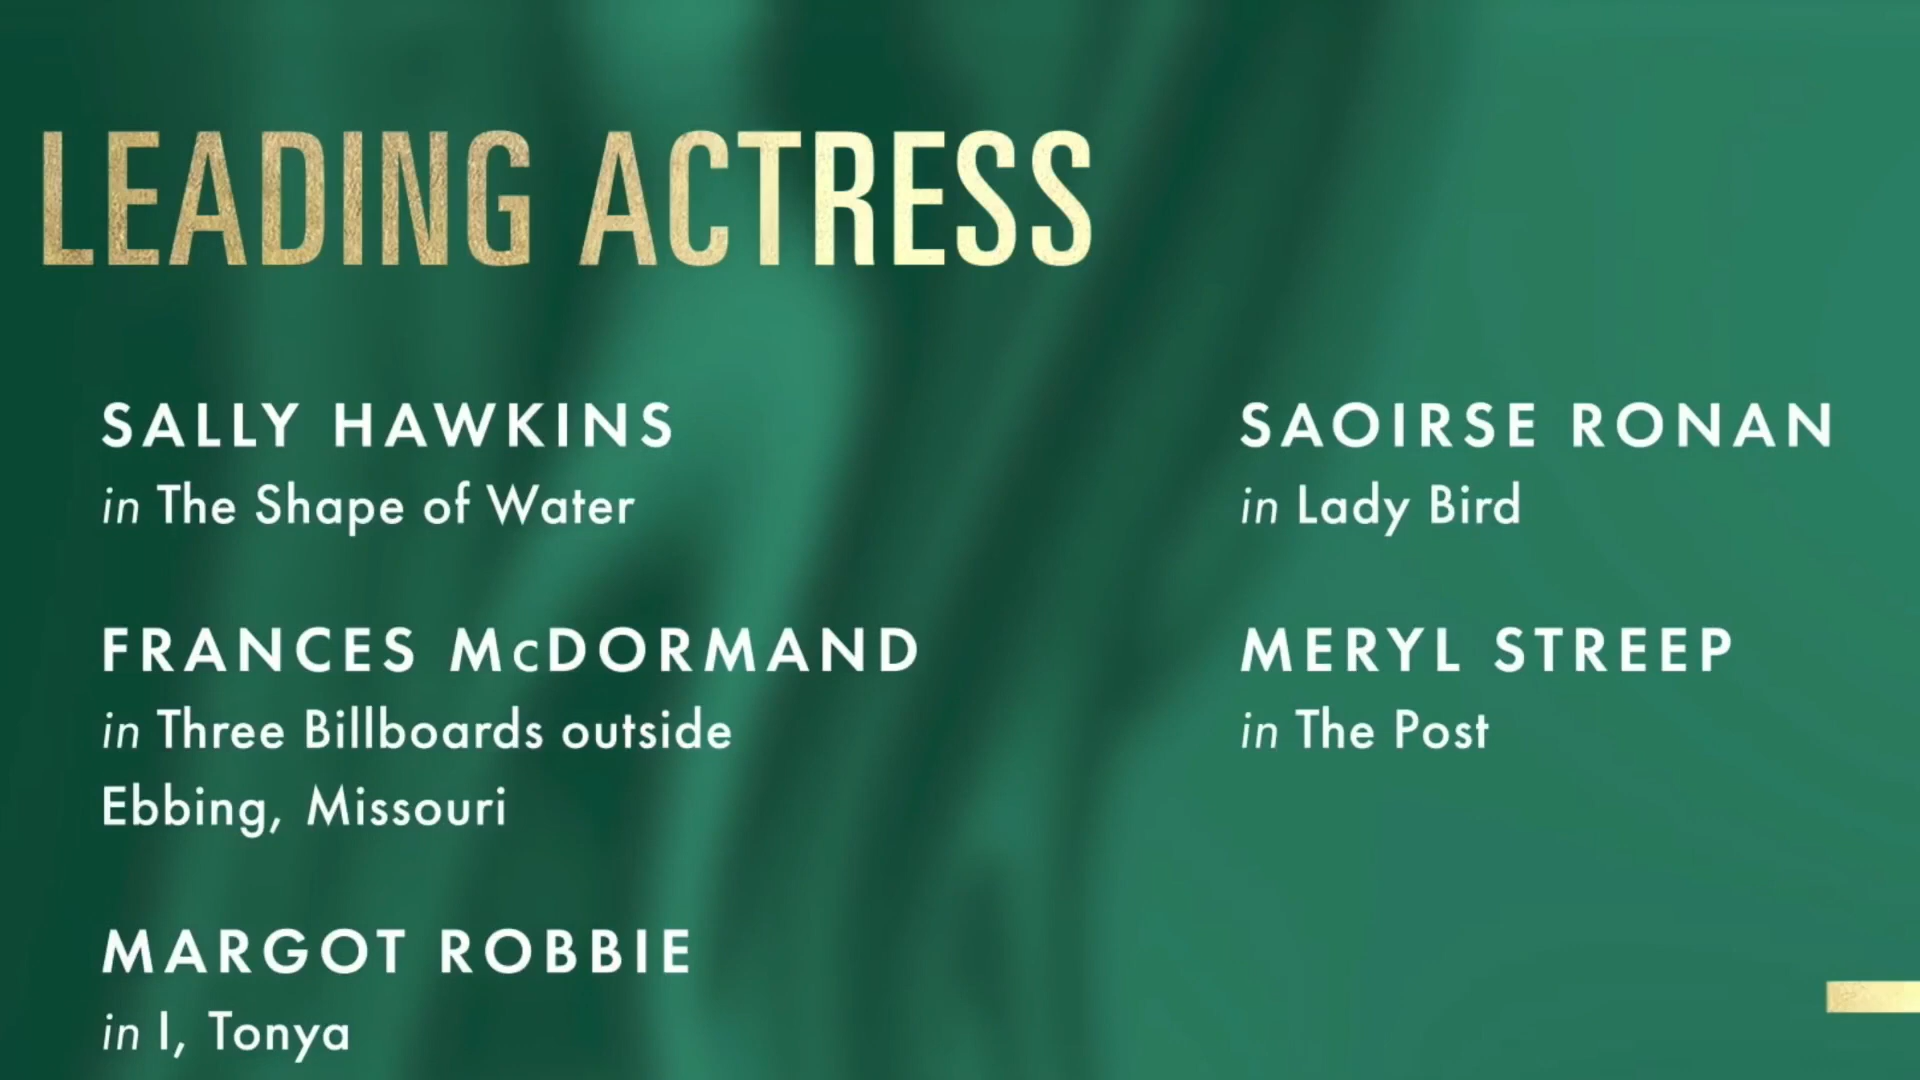 LEADING ACTRESS
SALLY HAWKINS
in The Shape of Water
FRANCES McDORMAND
in Three Billboards outside
Ebbing, Missouri
MARGOT ROBBIE
in I, Tonya
SAOIRSE RONAN
in Lady Bird
MERYL STREEP
in The Post